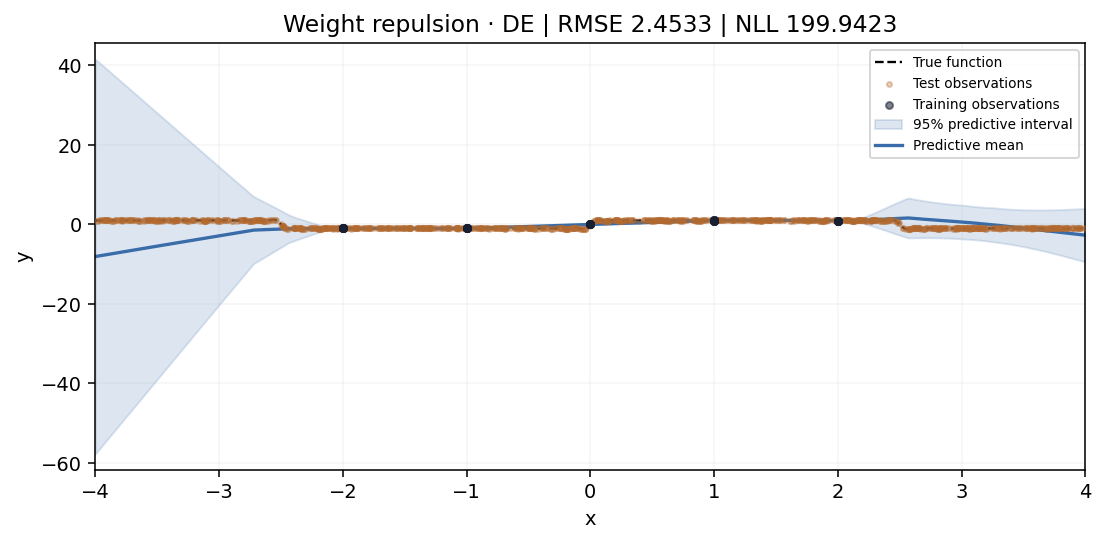 Weight repulsion · DE | RMSE 2.4533 | NLL 199.9423
True function
Test observations
Training observations
95% predictive interval
Predictive mean
40
20
0
−20
−40
−60
y
−4 −3 −2 −1 0 1 2 3 4
x